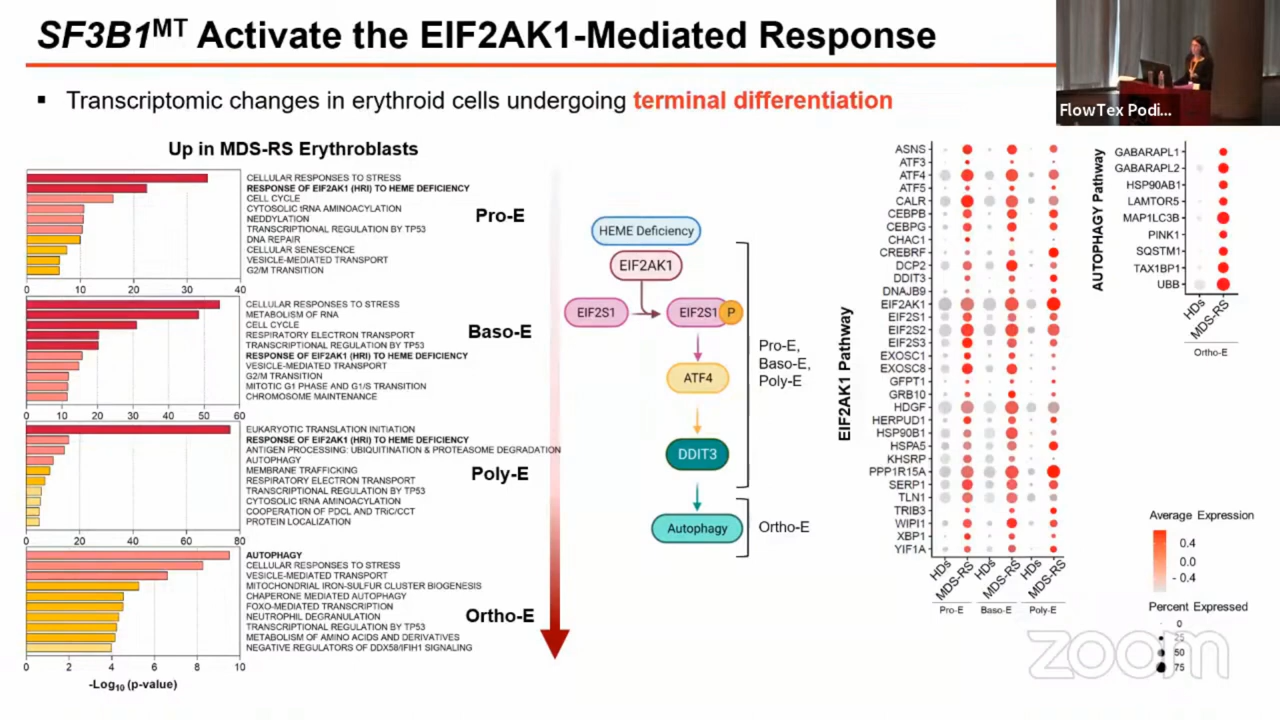 SF3B1MT Activate the EIF2AK1-Mediated Response
▪ Transcriptomic changes in erythroid cells undergoing terminal differentiation
FlowTex Podi...
Up in MDS-RS Erythroblasts
CELLULAR RESPONSES TO STRESS
RESPONSE OF EIF2AK1 (HRI) TO HEME DEFICIENCY
CELL CYCLE
CYTOSOLIC tRNA AMINOACYLATION
NEDDYLATION
TRANSCRIPTIONAL REGULATION BY TP53
DNA REPAIR
CELLULAR SENESCENCE
VESICLE-MEDIATED TRANSPORT
G2/M TRANSITION
Pro-E
0 10 20 30 40
CELLULAR RESPONSES TO STRESS
METABOLISM OF RNA
CELL CYCLE
RESPIRATORY ELECTRON TRANSPORT
TRANSCRIPTIONAL REGULATION BY TP53
RESPONSE OF EIF2AK1 (HRI) TO HEME DEFICIENCY
VESICLE-MEDIATED TRANSPORT
G2/M TRANSITION
MITOTIC G1 PHASE AND G1/S TRANSITION
CHROMOSOME MAINTENANCE
Baso-E
0 10 20 30 40 50 60
EUKARYOTIC TRANSLATION INITIATION
RESPONSE OF EIF2AK1 (HRI) TO HEME DEFICIENCY
ANTIGEN PROCESSING: UBIQUITINATION & PROTEASOME DEGRADATION
AUTOPHAGY
MEMBRANE TRAFFICKING
RESPIRATORY ELECTRON TRANSPORT
TRANSCRIPTIONAL REGULATION BY TP53
CYTOSOLIC tRNA AMINOACYLATION
COOPERATION OF PDCL AND TRiC/CCT
PROTEIN LOCALIZATION
Poly-E
0 20 40 60 80
AUTOPHAGY
CELLULAR RESPONSES TO STRESS
VESICLE-MEDIATED TRANSPORT
MITOCHONDRIAL IRON-SULFUR CLUSTER BIOGENESIS
CHAPERONE MEDIATED AUTOPHAGY
FOXO-MEDIATED TRANSCRIPTION
NEUTROPHIL DEGRANULATION
TRANSCRIPTIONAL REGULATION BY TP53
METABOLISM OF AMINO ACIDS AND DERIVATIVES
NEGATIVE REGULATORS OF DDX58/IFIH1 SIGNALING
Ortho-E
0 2 4 6 8 10
-Log10 (p-value)
HEME Deficiency
EIF2AK1
EIF2S1
EIF2S1 P
ATF4
DDIT3
Autophagy
Pro-E,
Baso-E,
Poly-E
Ortho-E
EIF2AK1 Pathway
ASNS
ATF3
ATF4
ATF5
CALR
CEBPB
CEBPG
CHAC1
CREBRF
DCP2
DDIT3
DNAJB9
EIF2AK1
EIF2S1
EIF2S2
EIF2S3
EXOSC1
EXOSC8
GFPT1
GRB10
HDGF
HERPUD1
HSP90B1
HSPA5
KHSRP
PPP1R15A
SERP1
TLN1
TRIB3
WIPI1
XBP1
YIF1A
HDs MDS-RS HDs MDS-RS HDs MDS-RS
Pro-E Baso-E Poly-E
AUTOPHAGY Pathway
GABARAPL1
GABARAPL2
HSP90AB1
LAMTOR5
MAP1LC3B
PINK1
SQSTM1
TAX1BP1
UBB
HDs MDS-RS
Ortho-E
Average Expression
0.4
0.0
- 0.4
Percent Expressed
0
25
50
75
zoom